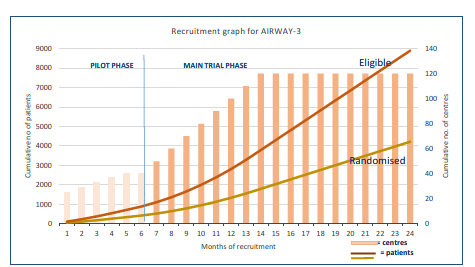 Recruitment graph for AIRWAY-3
9000
8000
7000
6000
5000
4000
3000
2000
1000
0
Cumulative no. of patients
PILOT PHASE
MAIN TRIAL PHASE
Eligible
Randomised
140
120
100
80
60
40
20
0
Cumulative no. of centres
1 2 3 4 5 6 7 8 9 10 11 12 13 14 15 16 17 18 19 20 21 22 23 24
Months of recruitment
= centres
= patients